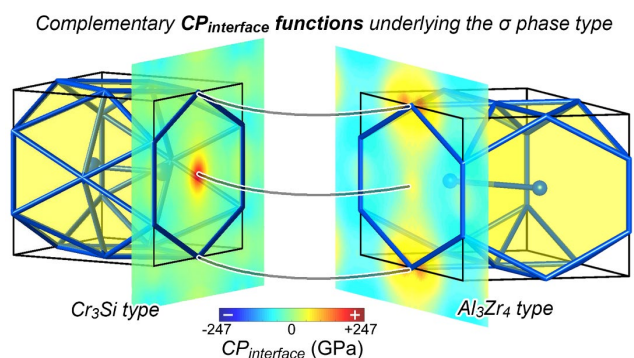 Complementary CPinterface functions underlying the σ phase type
Cr3Si type
Al3Zr4 type
− +
-247 0 +247
CPinterface (GPa)